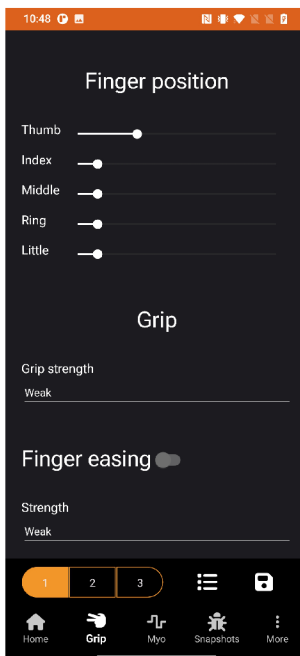 10:48
Finger position
Thumb
Index
Middle
Ring
Little
Grip
Grip strength
Weak
Finger easing
Strength
Weak
1 2 3
Home Grip Myo Snapshots More